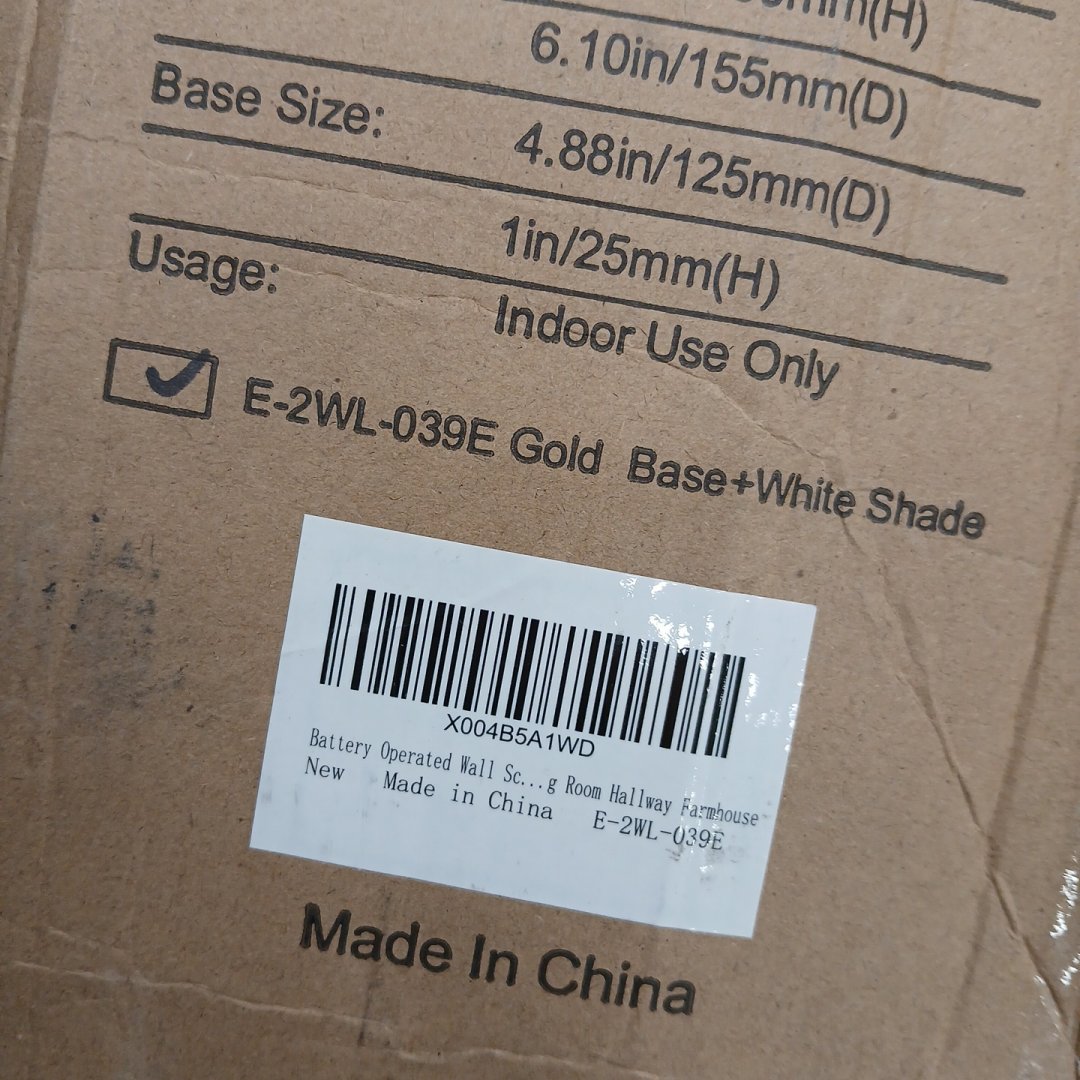 mm(H)
6.10in/155mm(D)
Base Size:
4.88in/125mm(D)
1in/25mm(H)
Usage:
Indoor Use Only
E-2WL-039E Gold Base+White Shade
X004B5A1WD
Battery Operated Wall Sc...g Room Hallway Farmhouse
New Made in China E-2WL-039E
Made In China